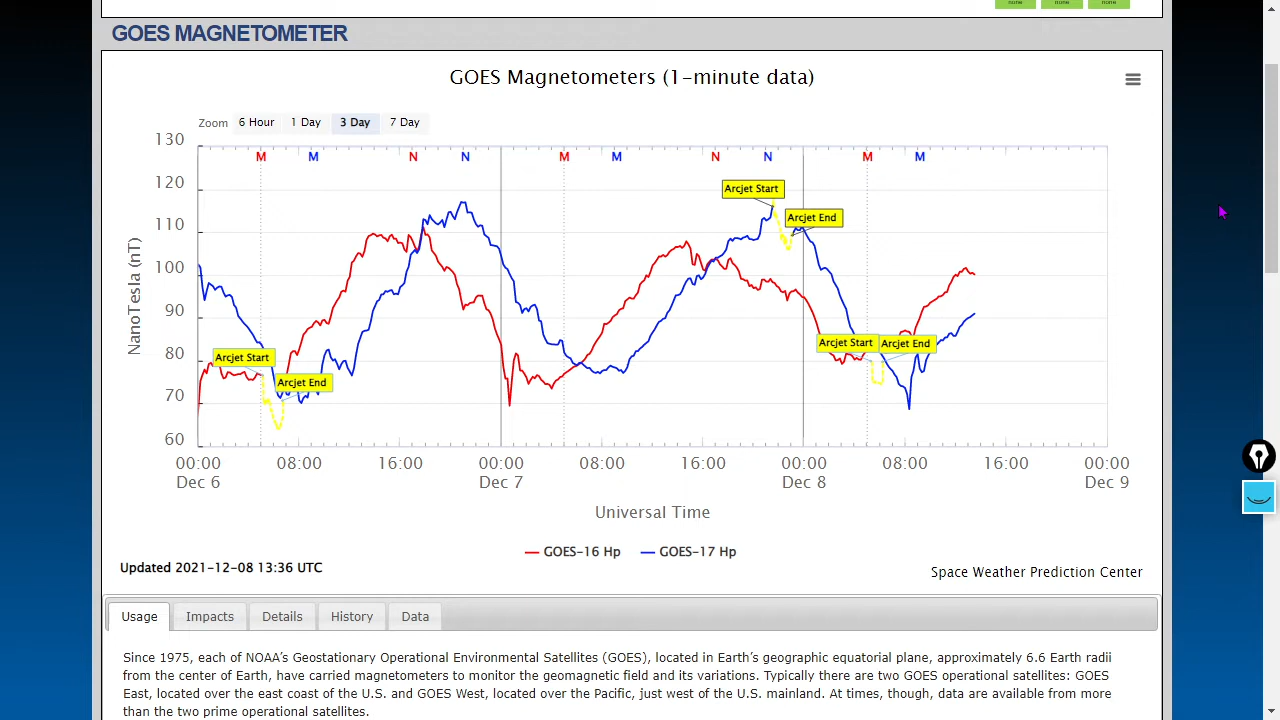 none none none
GOES MAGNETOMETER
GOES Magnetometers (1-minute data)
Zoom 6 Hour 1 Day 3 Day 7 Day
130
M M N N M M N N M M
120
Arcjet Start
Arcjet End
110
100
90
80
70
60
NanoTesla (nT)
Arcjet Start
Arcjet End
Arcjet Start Arcjet End
00:00 08:00 16:00 00:00 08:00 16:00 00:00 08:00 16:00 00:00
Dec 6 Dec 7 Dec 8 Dec 9
Universal Time
GOES-16 Hp GOES-17 Hp
Updated 2021-12-08 13:36 UTC
Space Weather Prediction Center
Usage Impacts Details History Data
Since 1975, each of NOAA's Geostationary Operational Environmental Satellites (GOES), located in Earth's geographic equatorial plane, approximately 6.6 Earth radii
from the center of Earth, have carried magnetometers to monitor the geomagnetic field and its variations. Typically there are two GOES operational satellites: GOES
East, located over the east coast of the U.S. and GOES West, located over the Pacific, just west of the U.S. mainland. At times, though, data are available from more
than the two prime operational satellites.